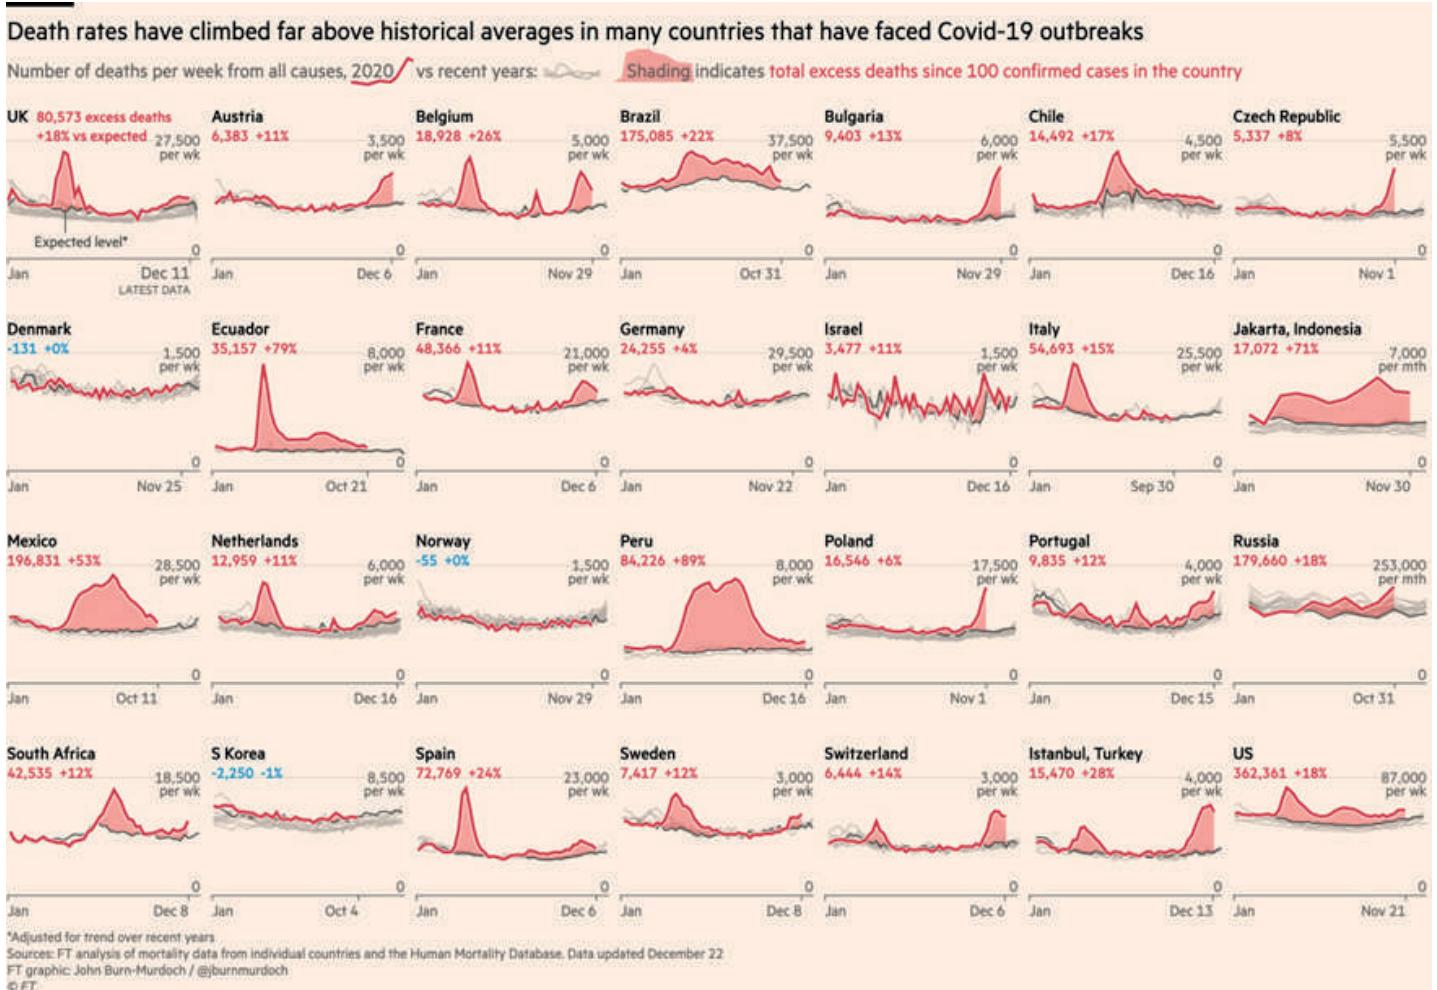 Death rates have climbed far above historical averages in many countries that have faced Covid-19 outbreaks
Number of deaths per week from all causes, 2020 vs recent years: Shading indicates total excess deaths since 100 confirmed cases in the country
UK 80,573 excess deaths
+18% vs expected
27,500
per wk
Expected level*
0
Jan Dec 11
LATEST DATA
Austria
6,383 +11%
3,500
per wk
Jan Dec 6
Belgium
18,928 +26%
5,000
per wk
0
Jan Nov 29
Brazil
175,085 +22%
37,500
per wk
0
Jan Oct 31
Bulgaria
9,403 +13%
6,000
per wk
0
Jan Nov 29
Chile
14,492 +17%
4,500
per wk
0
Jan Dec 16
Czech Republic
5,337 +8%
5,500
per wk
0
Jan Nov 1
Denmark
-131 +0%
1,500
per wk
0
Jan Nov 25
Ecuador
35,157 +79%
8,000
per wk
0
Jan Oct 21
France
48,366 +11%
21,000
per wk
0
Jan Dec 6
Germany
24,255 +4%
29,500
per wk
0
Jan Nov 22
Israel
3,477 +11%
1,500
per wk
0
Jan Dec 16
Italy
54,693 +15%
25,500
per wk
0
Jan Sep 30
Jakarta, Indonesia
17,072 +71%
7,000
per mth
0
Jan Nov 30
Mexico
196,831 +53%
28,500
per wk
0
Jan Oct 11
Netherlands
12,959 +11%
6,000
per wk
0
Jan Dec 16
Norway
-55 +0%
1,500
per wk
0
Jan Nov 29
Peru
84,226 +89%
8,000
per wk
0
Jan Dec 16
Poland
16,546 +6%
17,500
per wk
0
Jan Nov 1
Portugal
9,835 +12%
4,000
per wk
0
Jan Dec 15
Russia
179,660 +18%
253,000
per mth
0
Jan Oct 31
South Africa
42,535 +12%
18,500
per wk
0
Jan Dec 8
S Korea
-2,250 -1%
8,500
per wk
0
Jan Oct 4
Spain
72,769 +24%
23,000
per wk
0
Jan Dec 6
Sweden
7,417 +12%
3,000
per wk
0
Jan Dec 8
Switzerland
6,444 +14%
3,000
per wk
0
Jan Dec 6
Istanbul, Turkey
15,470 +28%
4,000
per wk
0
Jan Dec 13
US
362,361 +18%
87,000
per wk
0
Jan Nov 21
*Adjusted for trend over recent years
Sources: FT analysis of mortality data from individual countries and the Human Mortality Database. Data updated December 22
FT graphic: John Burn-Murdoch / @jburnmurdoch
© FT.